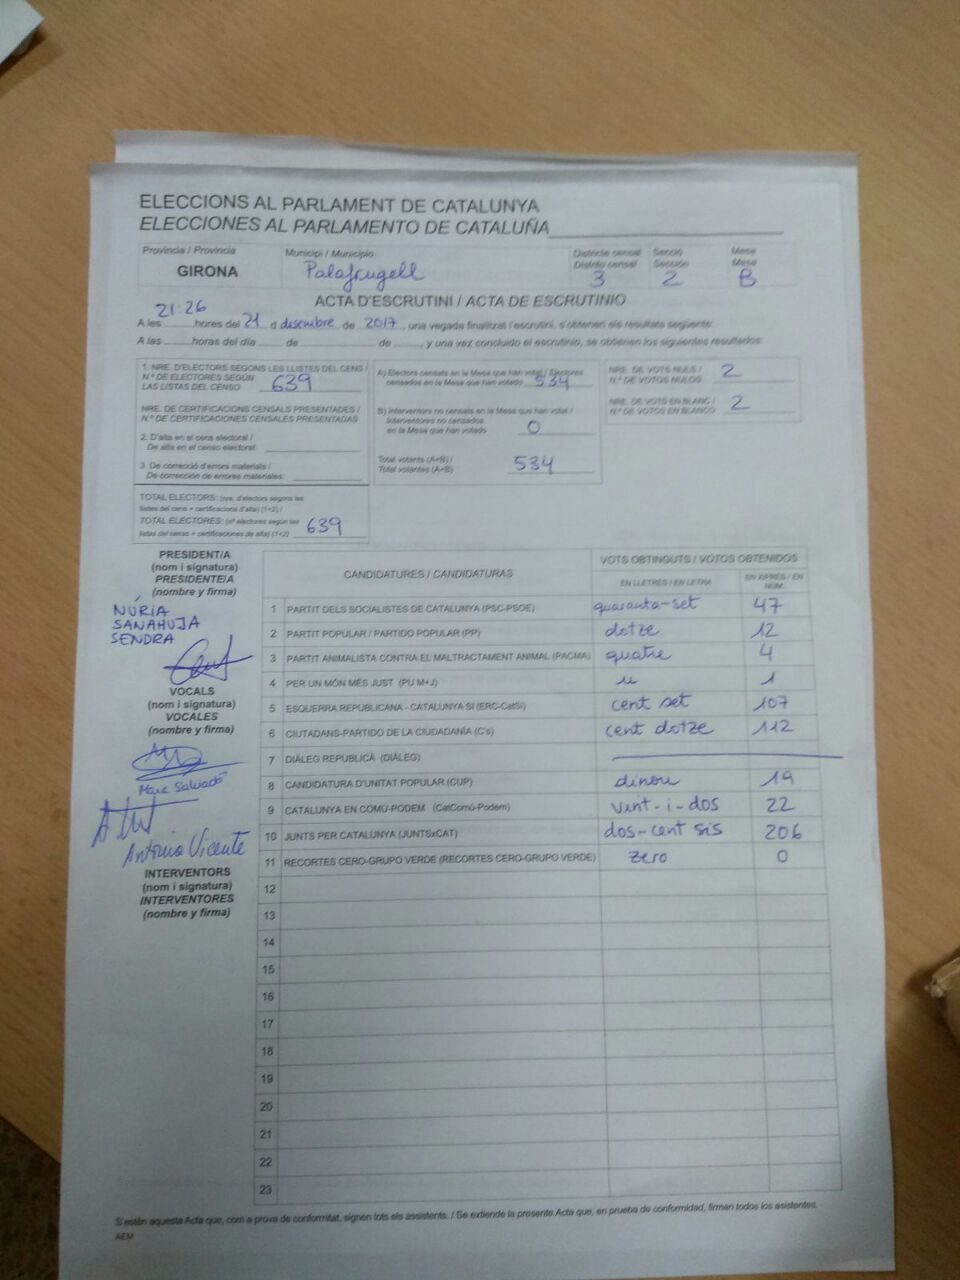 ELECCIONS AL PARLAMENT DE CATALUNYA
ELECCIONES AL PARLAMENTO DE CATALUÑA
Província / Provincia
GIRONA
Municipi / Municipio
Palafrugell
Districte censal
Distrito censal
3
Secció
Sección
2
Mesa
Mesa
B
ACTA D'ESCRUTINI / ACTA DE ESCRUTINIO
21:26
A les hores del 21 d desembre de 2017, una vegada finalitzat l'escrutini, s'obtenen els resultats següents:
A las horas del día de de , y una vez concluido el escrutinio, se obtienen los siguientes resultados:
1. NRE. D'ELECTORS SEGONS LES LLISTES DEL CENS /
N.º DE ELECTORES SEGÚN
LAS LISTAS DEL CENSO 639
NRE. DE CERTIFICACIONS CENSALS PRESENTADES /
N.º DE CERTIFICACIONES CENSALES PRESENTADAS
2. D'alta en el cens electoral /
De alta en el censo electoral:
3. De correcció d'errors materials /
De corrección de errores materiales:
TOTAL ELECTORS: (nre. d'electors segons les
llistes del cens + certificacions d'alta) (1+2) /
TOTAL ELECTORES: (nº electores según las
listas del censo + certificaciones de alta) (1+2) 639
A) Electors censats en la Mesa que han votat / Electores
censados en la Mesa que han votado 534
B) Interventors no censats en la Mesa que han votat /
Interventores no censados
en la Mesa que han votado 0
Total votants (A+B) /
Total votantes (A+B) 534
NRE. DE VOTS NULS /
N.º DE VOTOS NULOS 2
NRE. DE VOTS EN BLANC /
N.º DE VOTOS EN BLANCO 2
PRESIDENT/A
(nom i signatura)
PRESIDENTE/A
(nombre y firma)
NÚRIA
SANAHUJA
SENDRA
VOCALS
(nom i signatura)
VOCALES
(nombre y firma)
Marc Salvadó
Antonia Vicente
INTERVENTORS
(nom i signatura)
INTERVENTORES
(nombre y firma)
CANDIDATURES / CANDIDATURAS
VOTS OBTINGUTS / VOTOS OBTENIDOS
EN LLETRES / EN LETRA
EN XIFRES / EN NÚM.
1 PARTIT DELS SOCIALISTES DE CATALUNYA (PSC-PSOE) quaranta-set 47
2 PARTIT POPULAR / PARTIDO POPULAR (PP) dotze 12
3 PARTIT ANIMALISTA CONTRA EL MALTRACTAMENT ANIMAL (PACMA) quatre 4
4 PER UN MÓN MÉS JUST (PU M+J) u 1
5 ESQUERRA REPUBLICANA - CATALUNYA SI (ERC-CatSí) cent set 107
6 CIUTADANS-PARTIDO DE LA CIUDADANÍA (C's) cent dotze 112
7 DIÀLEG REPUBLICÀ (DIÀLEG)
8 CANDIDATURA D'UNITAT POPULAR (CUP) dinou 19
9 CATALUNYA EN COMÚ-PODEM (CatComú-Podem) vint-i-dos 22
10 JUNTS PER CATALUNYA (JUNTSxCAT) dos-cent sis 206
11 RECORTES CERO-GRUPO VERDE (RECORTES CERO-GRUPO VERDE) zero 0
12
13
14
15
16
17
18
19
20
21
22
23
S'estén aquesta Acta que, com a prova de conformitat, signen tots els assistents. / Se extiende la presente Acta que, en prueba de conformidad, firman todos los asistentes.
AEM